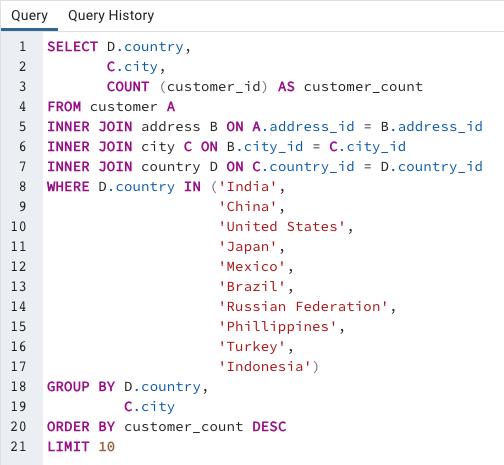 Query Query History
1 SELECT D.country,
2 C.city,
3 COUNT (customer_id) AS customer_count
4 FROM customer A
5 INNER JOIN address B ON A.address_id = B.address_id
6 INNER JOIN city C ON B.city_id = C.city_id
7 INNER JOIN country D ON C.country_id = D.country_id
8 WHERE D.country IN ('India',
9 'China',
10 'United States',
11 'Japan',
12 'Mexico',
13 'Brazil',
14 'Russian Federation',
15 'Phillippines',
16 'Turkey',
17 'Indonesia')
18 GROUP BY D.country,
19 C.city
20 ORDER BY customer_count DESC
21 LIMIT 10